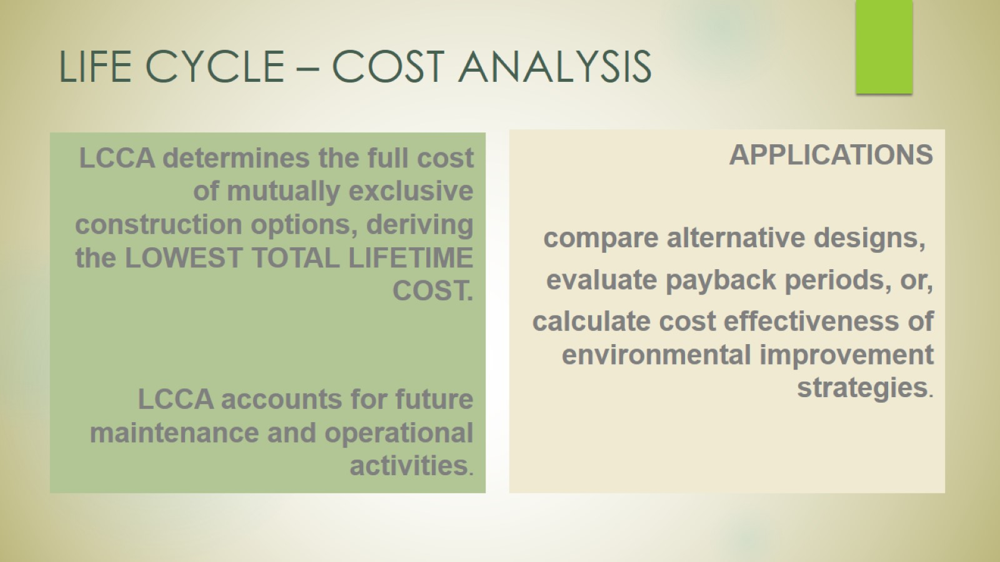 LIFE CYCLE – COST ANALYSIS
LCCA determines the full cost
of mutually exclusive
construction options, deriving
the LOWEST TOTAL LIFETIME
COST.
LCCA accounts for future
maintenance and operational
activities.
APPLICATIONS
compare alternative designs,
evaluate payback periods, or,
calculate cost effectiveness of
environmental improvement
strategies.